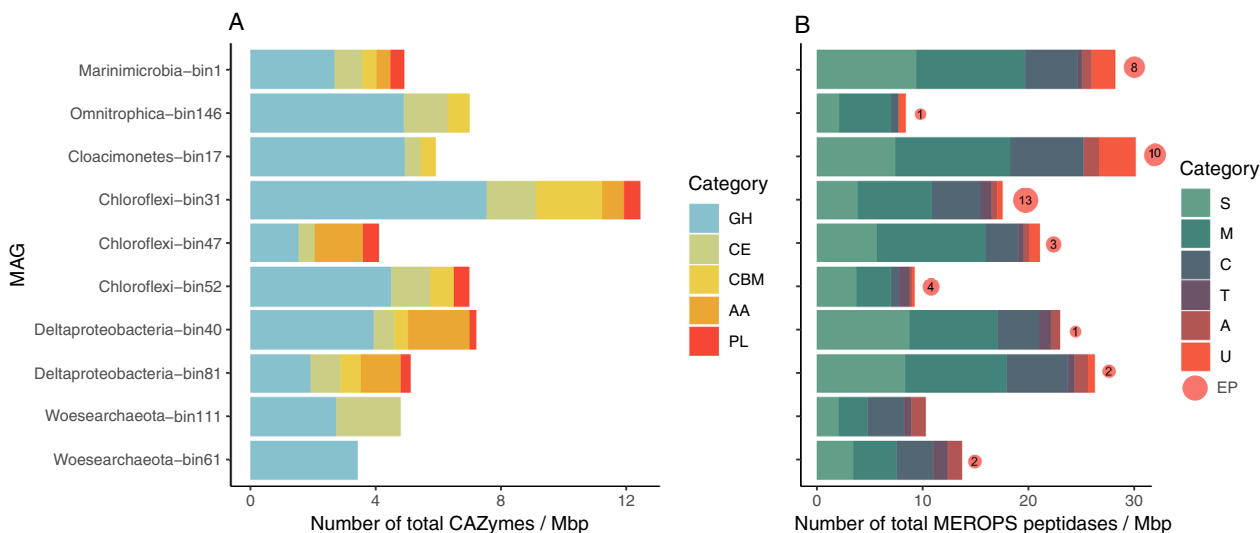 A
B
MAG
Marinimicrobia−bin1
Omnitrophica−bin146
Cloacimonetes−bin17
Chloroflexi−bin31
Chloroflexi−bin47
Chloroflexi−bin52
Deltaproteobacteria−bin40
Deltaproteobacteria−bin81
Woesearchaeota−bin111
Woesearchaeota−bin61
0 4 8 12
Number of total CAZymes / Mbp
Category
GH
CE
CBM
AA
PL
8
1
10
13
3
4
1
2
2
0 10 20 30
Number of total MEROPS peptidases / Mbp
Category
S
M
C
T
A
U
EP